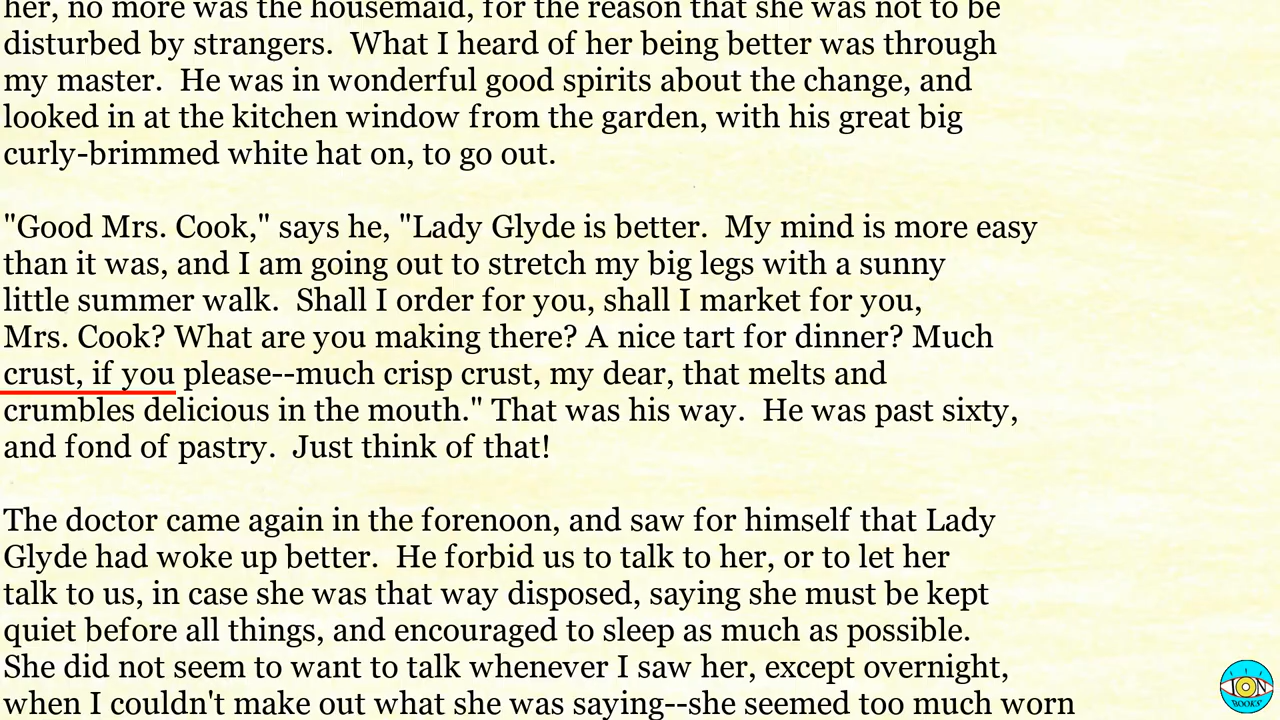 her, no more was the housemaid, for the reason that she was not to be
disturbed by strangers.  What I heard of her being better was through
my master.  He was in wonderful good spirits about the change, and
looked in at the kitchen window from the garden, with his great big
curly-brimmed white hat on, to go out.
"Good Mrs. Cook," says he, "Lady Glyde is better.  My mind is more easy
than it was, and I am going out to stretch my big legs with a sunny
little summer walk.  Shall I order for you, shall I market for you,
Mrs. Cook? What are you making there? A nice tart for dinner? Much
crust, if you please--much crisp crust, my dear, that melts and
crumbles delicious in the mouth." That was his way.  He was past sixty,
and fond of pastry.  Just think of that!
The doctor came again in the forenoon, and saw for himself that Lady
Glyde had woke up better.  He forbid us to talk to her, or to let her
talk to us, in case she was that way disposed, saying she must be kept
quiet before all things, and encouraged to sleep as much as possible.
She did not seem to want to talk whenever I saw her, except overnight,
when I couldn't make out what she was saying--she seemed too much worn
ION
BOOKS